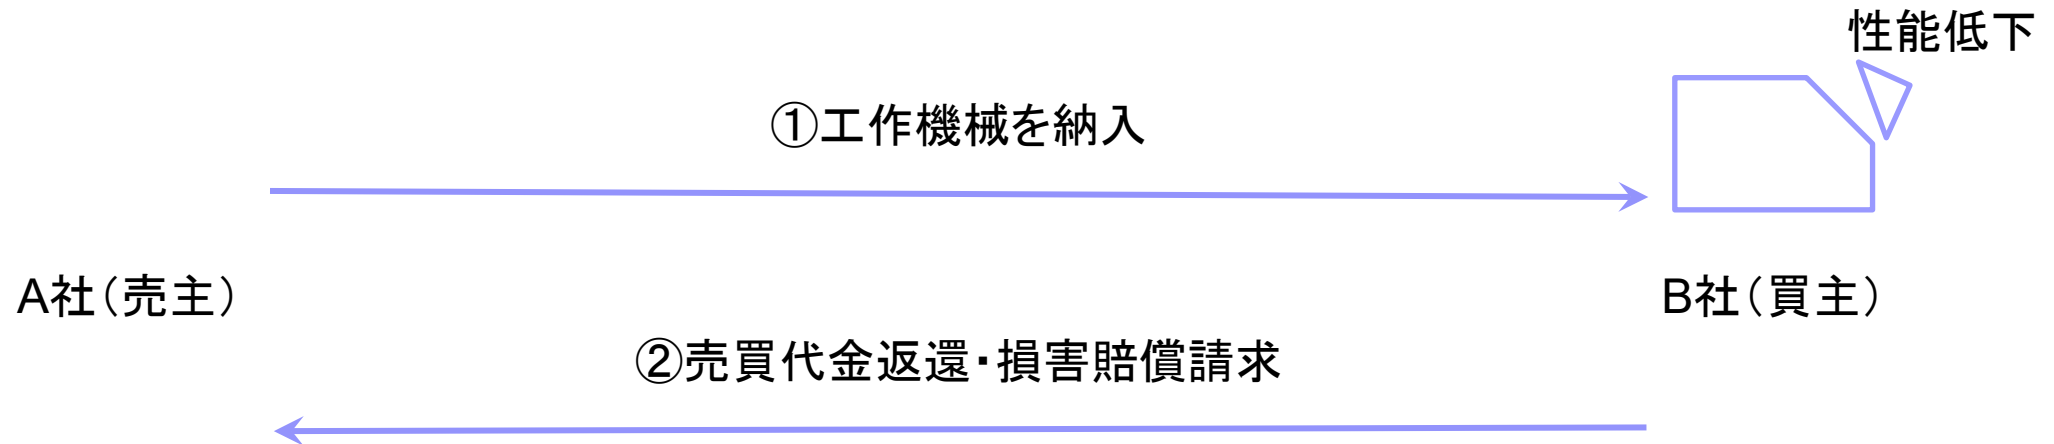 性能低下
①工作機械を納入
A社（売主）
B社（買主）
②売買代金返還・損害賠償請求